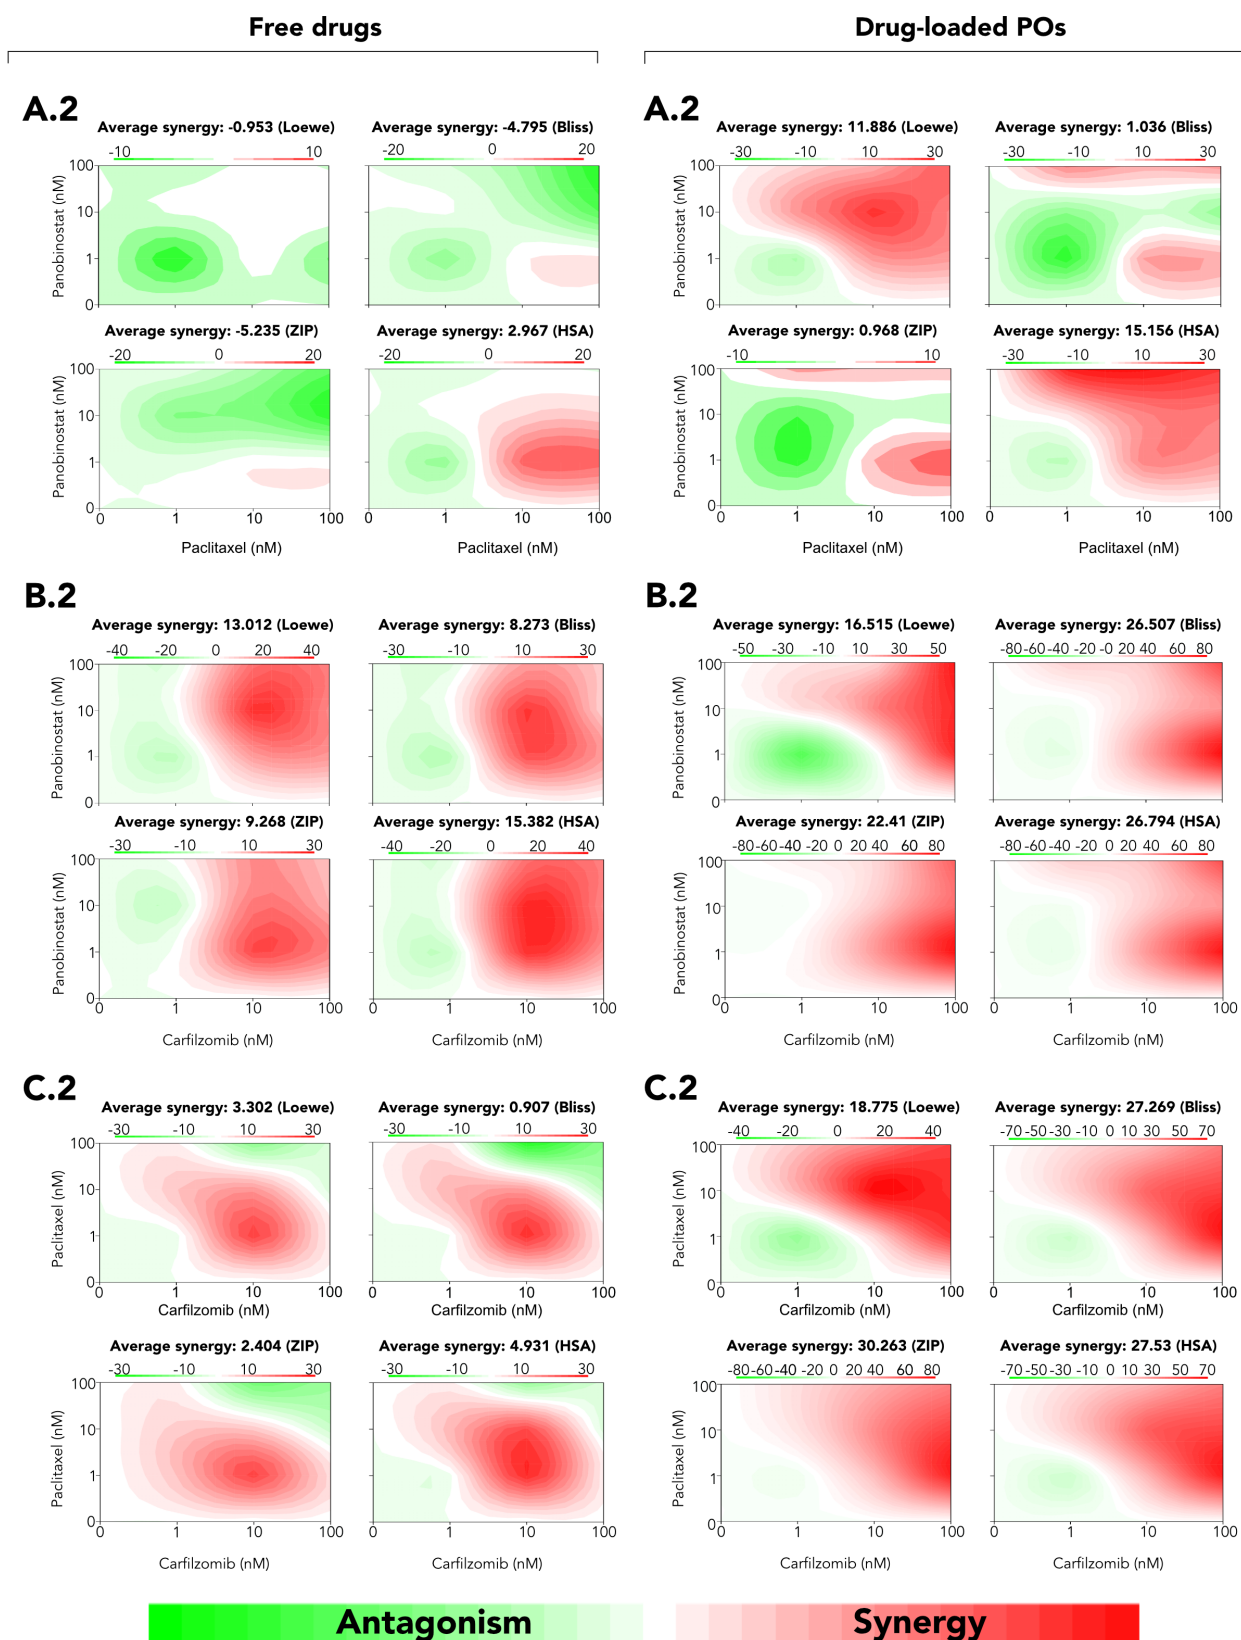 Free drugs
Drug-loaded POs
A.2
Average synergy: -0.953 (Loewe)
-10 10
Average synergy: -4.795 (Bliss)
-20 0 20
Panobinostat (nM)
100
10
1
0
Average synergy: -5.235 (ZIP)
-20 0 20
Average synergy: 2.967 (HSA)
-20 0 20
Panobinostat (nM)
100
10
1
0
0 1 10 100
0 1 10 100
Paclitaxel (nM)
Paclitaxel (nM)
A.2
Average synergy: 11.886 (Loewe)
-30 -10 10 30
Average synergy: 1.036 (Bliss)
-30 -10 10 30
Panobinostat (nM)
100
10
1
0
Average synergy: 0.968 (ZIP)
-10 10
Average synergy: 15.156 (HSA)
-30 -10 10 30
Panobinostat (nM)
100
10
1
0
0 1 10 100
0 1 10 100
Paclitaxel (nM)
Paclitaxel (nM)
B.2
Average synergy: 13.012 (Loewe)
-40 -20 0 20 40
Average synergy: 8.273 (Bliss)
-30 -10 10 30
Panobinostat (nM)
100
10
1
0
Average synergy: 9.268 (ZIP)
-30 -10 10 30
Average synergy: 15.382 (HSA)
-40 -20 0 20 40
Panobinostat (nM)
100
10
1
0
0 1 10 100
0 1 10 100
Carfilzomib (nM)
Carfilzomib (nM)
B.2
Average synergy: 16.515 (Loewe)
-50 -30 -10 10 30 50
Average synergy: 26.507 (Bliss)
-80 -60 -40 -20 0 20 40 60 80
Panobinostat (nM)
100
10
1
0
Average synergy: 22.41 (ZIP)
-80 -60 -40 -20 0 20 40 60 80
Average synergy: 26.794 (HSA)
-80 -60 -40 -20 0 20 40 60 80
Panobinostat (nM)
100
10
1
0
0 1 10 100
0 1 10 100
Carfilzomib (nM)
Carfilzomib (nM)
C.2
Average synergy: 3.302 (Loewe)
-30 -10 10 30
Average synergy: 0.907 (Bliss)
-30 -10 10 30
Paclitaxel (nM)
100
10
1
0
0 1 10 100
0 1 10 100
Carfilzomib (nM)
Carfilzomib (nM)
Average synergy: 2.404 (ZIP)
-30 -10 10 30
Average synergy: 4.931 (HSA)
-30 -10 10 30
Paclitaxel (nM)
100
10
1
0
0 1 10 100
0 1 10 100
Carfilzomib (nM)
Carfilzomib (nM)
C.2
Average synergy: 18.775 (Loewe)
-40 -20 0 20 40
Average synergy: 27.269 (Bliss)
-70 -50 -30 -10 0 10 30 50 70
Paclitaxel (nM)
100
10
1
0
0 1 10 100
0 1 10 100
Carfilzomib (nM)
Carfilzomib (nM)
Average synergy: 30.263 (ZIP)
-80 -60 -40 -20 0 20 40 60 80
Average synergy: 27.53 (HSA)
-70 -50 -30 -10 0 10 30 50 70
Paclitaxel (nM)
100
10
1
0
0 1 10 100
0 1 10 100
Carfilzomib (nM)
Carfilzomib (nM)
Antagonism
Synergy